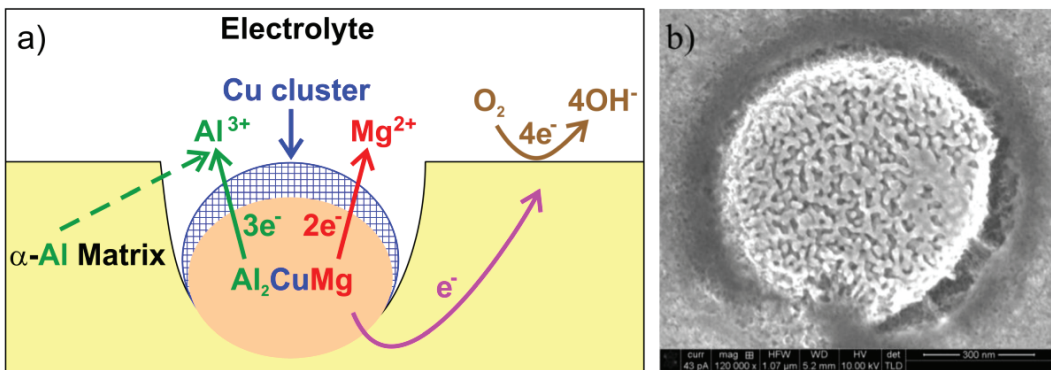 a)
Electrolyte
Cu cluster
O₂
4OH⁻
4e⁻
Al³⁺
Mg²⁺
3e⁻
2e⁻
α-Al Matrix
Al₂CuMg
e⁻
b)
curr mag ⊞ HFW WD HV det
43 pA 120 000 x 1.07 µm 5.2 mm 10.00 kV TLD
300 nm